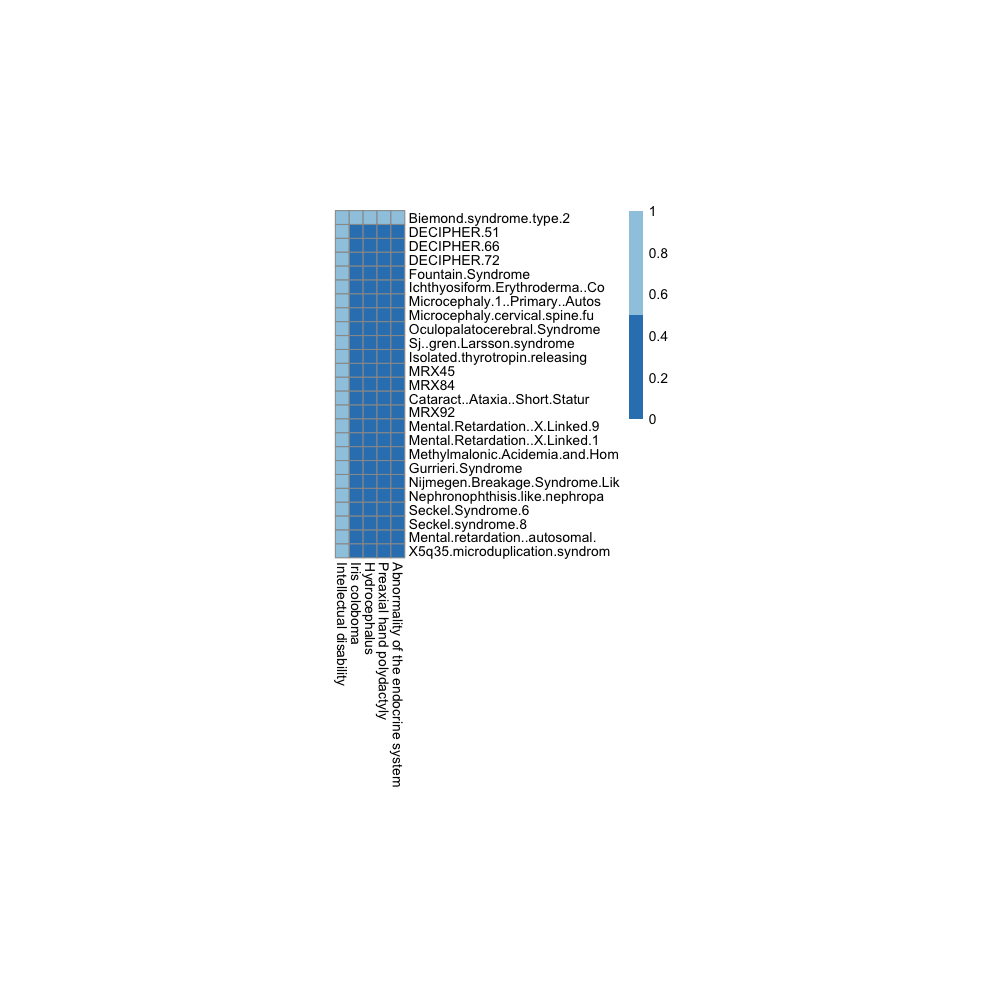 Biemond.syndrome.type.2
DECIPHER.51
DECIPHER.66
DECIPHER.72
Fountain.Syndrome
Ichthyosiform.Erythroderma..Co
Microcephaly.1..Primary..Autos
Microcephaly.cervical.spine.fu
Oculopalatocerebral.Syndrome
Sj..gren.Larsson.syndrome
Isolated.thyrotropin.releasing
MRX45
MRX84
Cataract..Ataxia..Short.Statur
MRX92
Mental.Retardation..X.Linked.9
Mental.Retardation..X.Linked.1
Methylmalonic.Acidemia.and.Hom
Gurrieri.Syndrome
Nijmegen.Breakage.Syndrome.Lik
Nephronophthisis.like.nephropa
Seckel.Syndrome.6
Seckel.syndrome.8
Mental.retardation..autosomal.
X5q35.microduplication.syndrom
1
0.8
0.6
0.4
0.2
0
Intellectual disability
Iris coloboma
Hydrocephalus
Preaxial hand polydactyly
Abnormality of the endocrine system